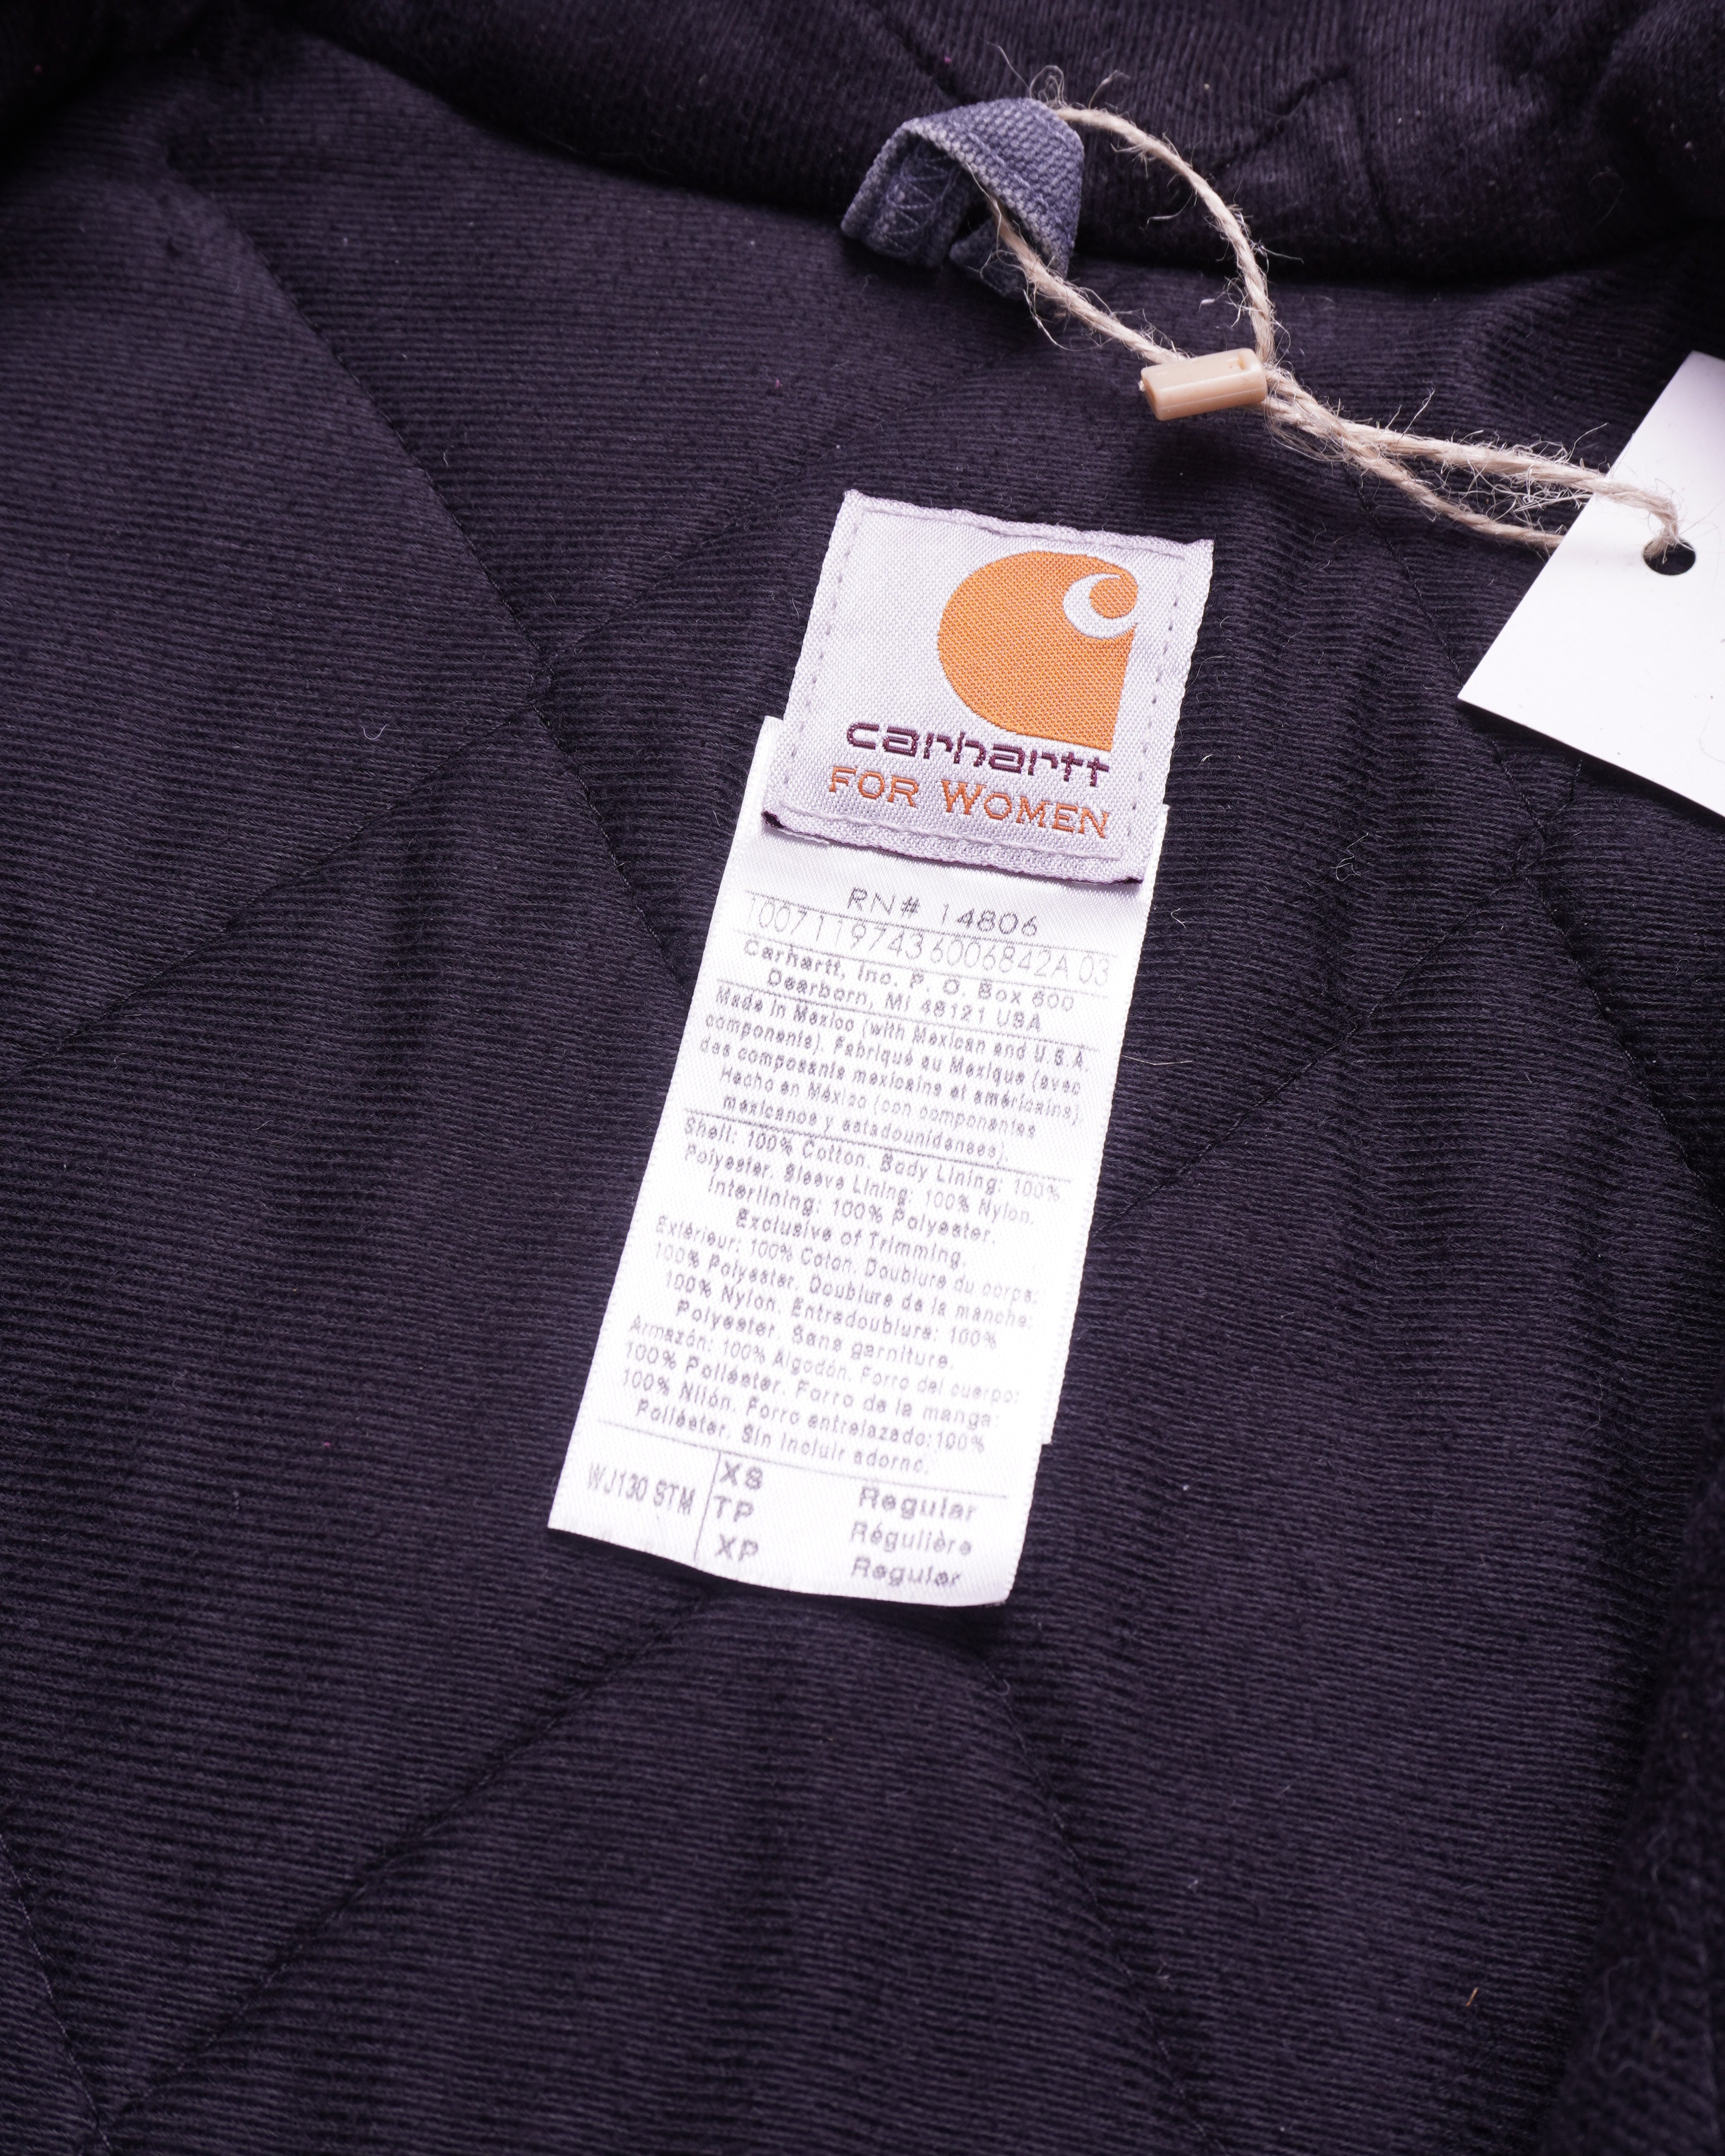 carhartt
FOR WOMEN
RN# 14806
10071197436006842A 03
Carhartt, Inc. P. O. Box 600
Dearborn, MI 48121 USA
Made in Mexico (with Mexican and U.S.A.
components). Fabriqué au Mexique (avec
des composants mexicains et américains).
Hecho en México (con componentes
mexicanos y estadounidenses).
Shell: 100% Cotton. Body Lining: 100%
Polyester. Sleeve Lining: 100% Nylon.
Interlining: 100% Polyester.
Exclusive of Trimming.
Extérieur: 100% Coton. Doublure du corps:
100% Polyester. Doublure de la manche:
100% Nylon. Entredoublure: 100%
Polyester. Sans garniture.
Armazón: 100% Algodón. Forro del cuerpo:
100% Poliéster. Forro de la manga:
100% Nilón. Forro entrelazado:100%
Poliéster. Sin incluir adorno.
WJ130 STM
XS Regular
TP Régulière
XP Regular